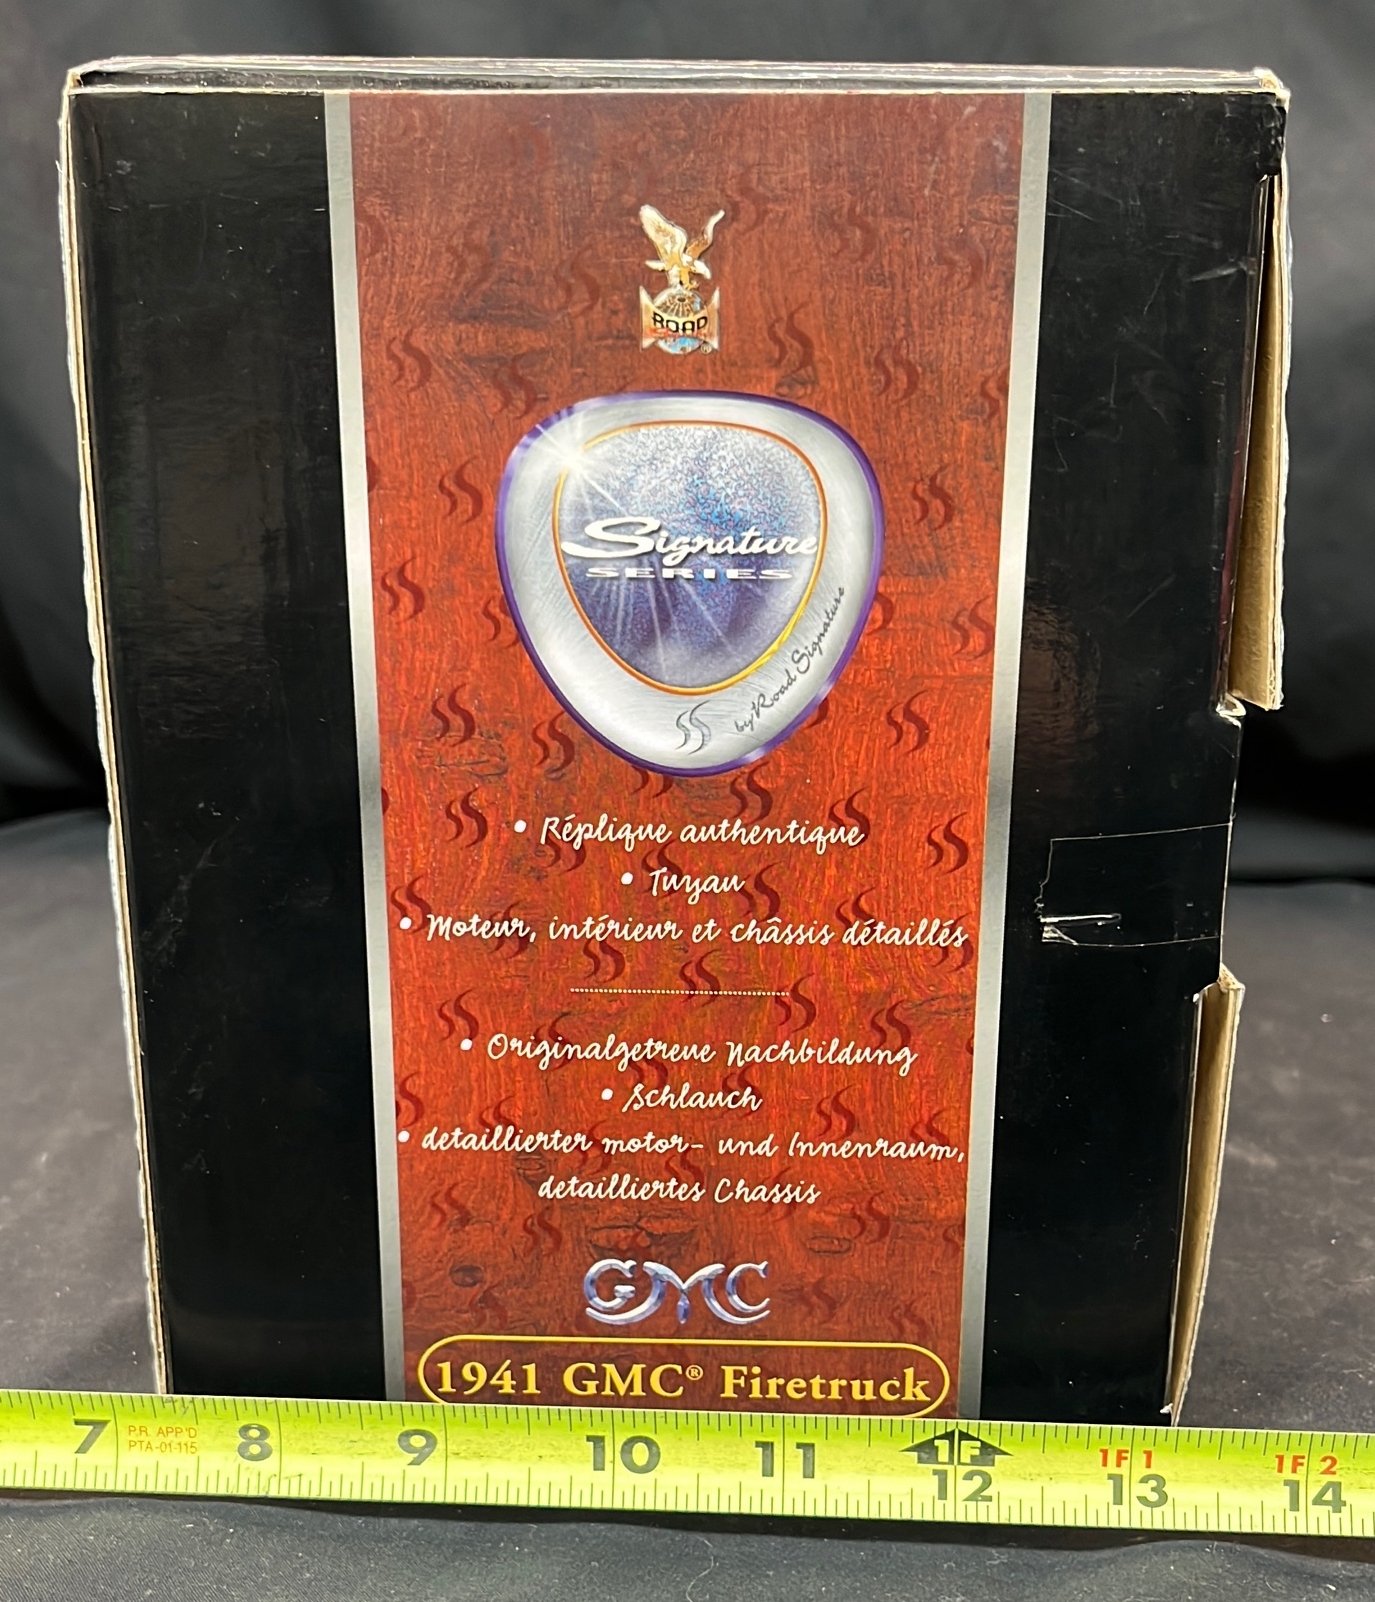 ROAD
®
Signature
SERIES
by Road Signature
• Réplique authentique
• Tuyau
• Moteur, intérieur et châssis détaillés
• Originalgetreue Nachbildung
• Schlauch
• detaillierter motor- und Innenraum,
detailliertes Chassis
GMC
1941 GMC® Firetruck
7 P.R. APP'D 8 9 10 11 1F 12 1F 1 13 1F 2 14
PTA-01-115